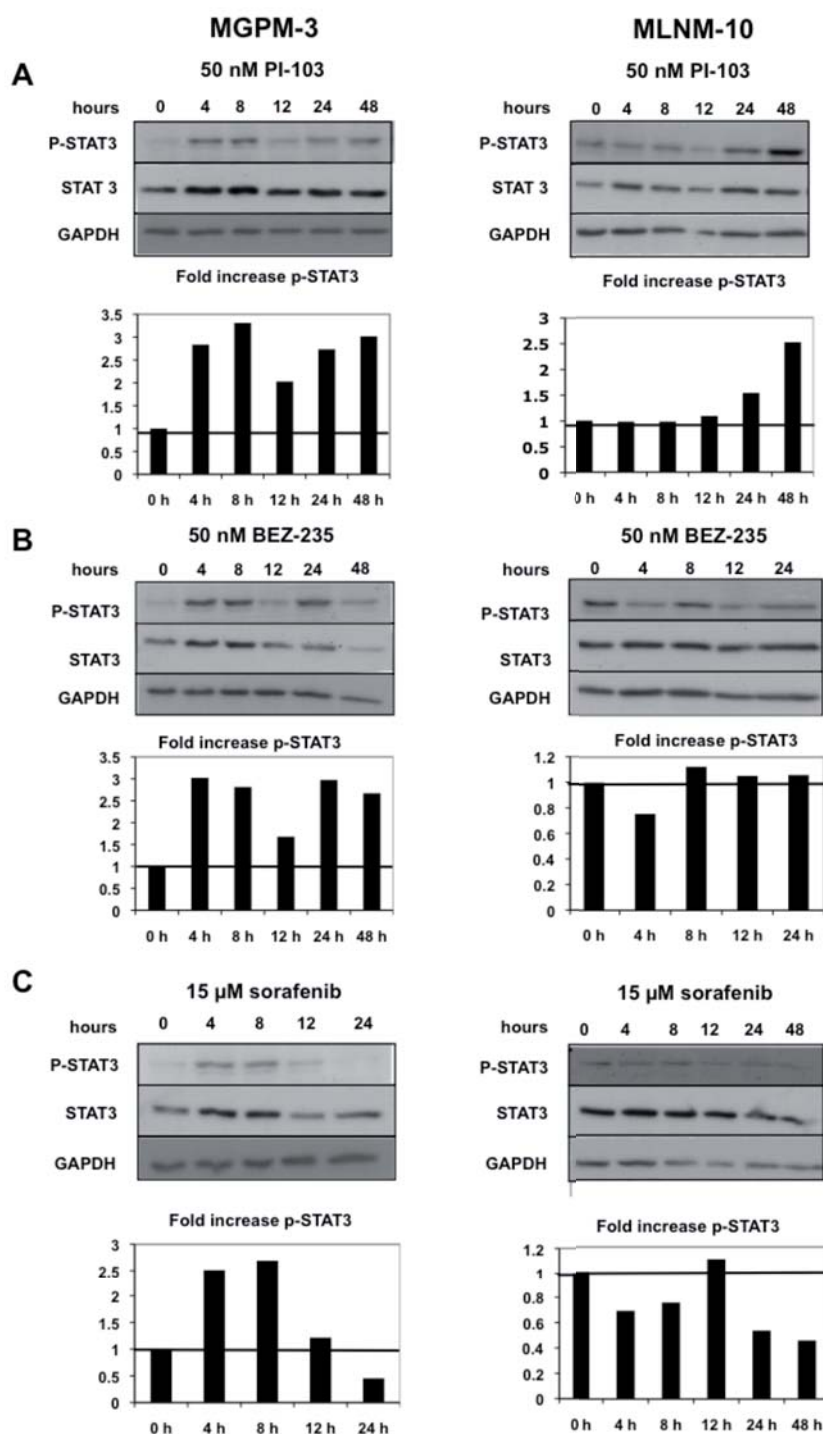 MGPM-3
MLNM-10
A
50 nM PI-103
hours 0 4 8 12 24 48
P-STAT3
STAT 3
GAPDH
Fold increase p-STAT3
3.5
3
2.5
2
1.5
1
0.5
0
0 h 4 h 8 h 12 h 24 h 48 h
50 nM PI-103
hours 0 4 8 12 24 48
P-STAT3
STAT 3
GAPDH
Fold increase p-STAT3
3
2.5
2
1.5
1
0.5
0
0 h 4 h 8 h 12 h 24 h 48 h
B
50 nM BEZ-235
hours 0 4 8 12 24 48
P-STAT3
STAT3
GAPDH
Fold increase p-STAT3
3.5
3
2.5
2
1.5
1
0.5
0
0 h 4 h 8 h 12 h 24 h 48 h
50 nM BEZ-235
hours 0 4 8 12 24
P-STAT3
STAT3
GAPDH
Fold increase p-STAT3
1.2
1
0.8
0.6
0.4
0.2
0
0 h 4 h 8 h 12 h 24 h
C
15 µM sorafenib
hours 0 4 8 12 24
P-STAT3
STAT3
GAPDH
Fold increase p-STAT3
3
2.5
2
1.5
1
0.5
0
0 h 4 h 8 h 12 h 24 h
15 µM sorafenib
hours 0 4 8 12 24 48
P-STAT3
STAT3
GAPDH
Fold increase p-STAT3
1.2
1
0.8
0.6
0.4
0.2
0
0 h 4 h 8 h 12 h 24 h 48 h